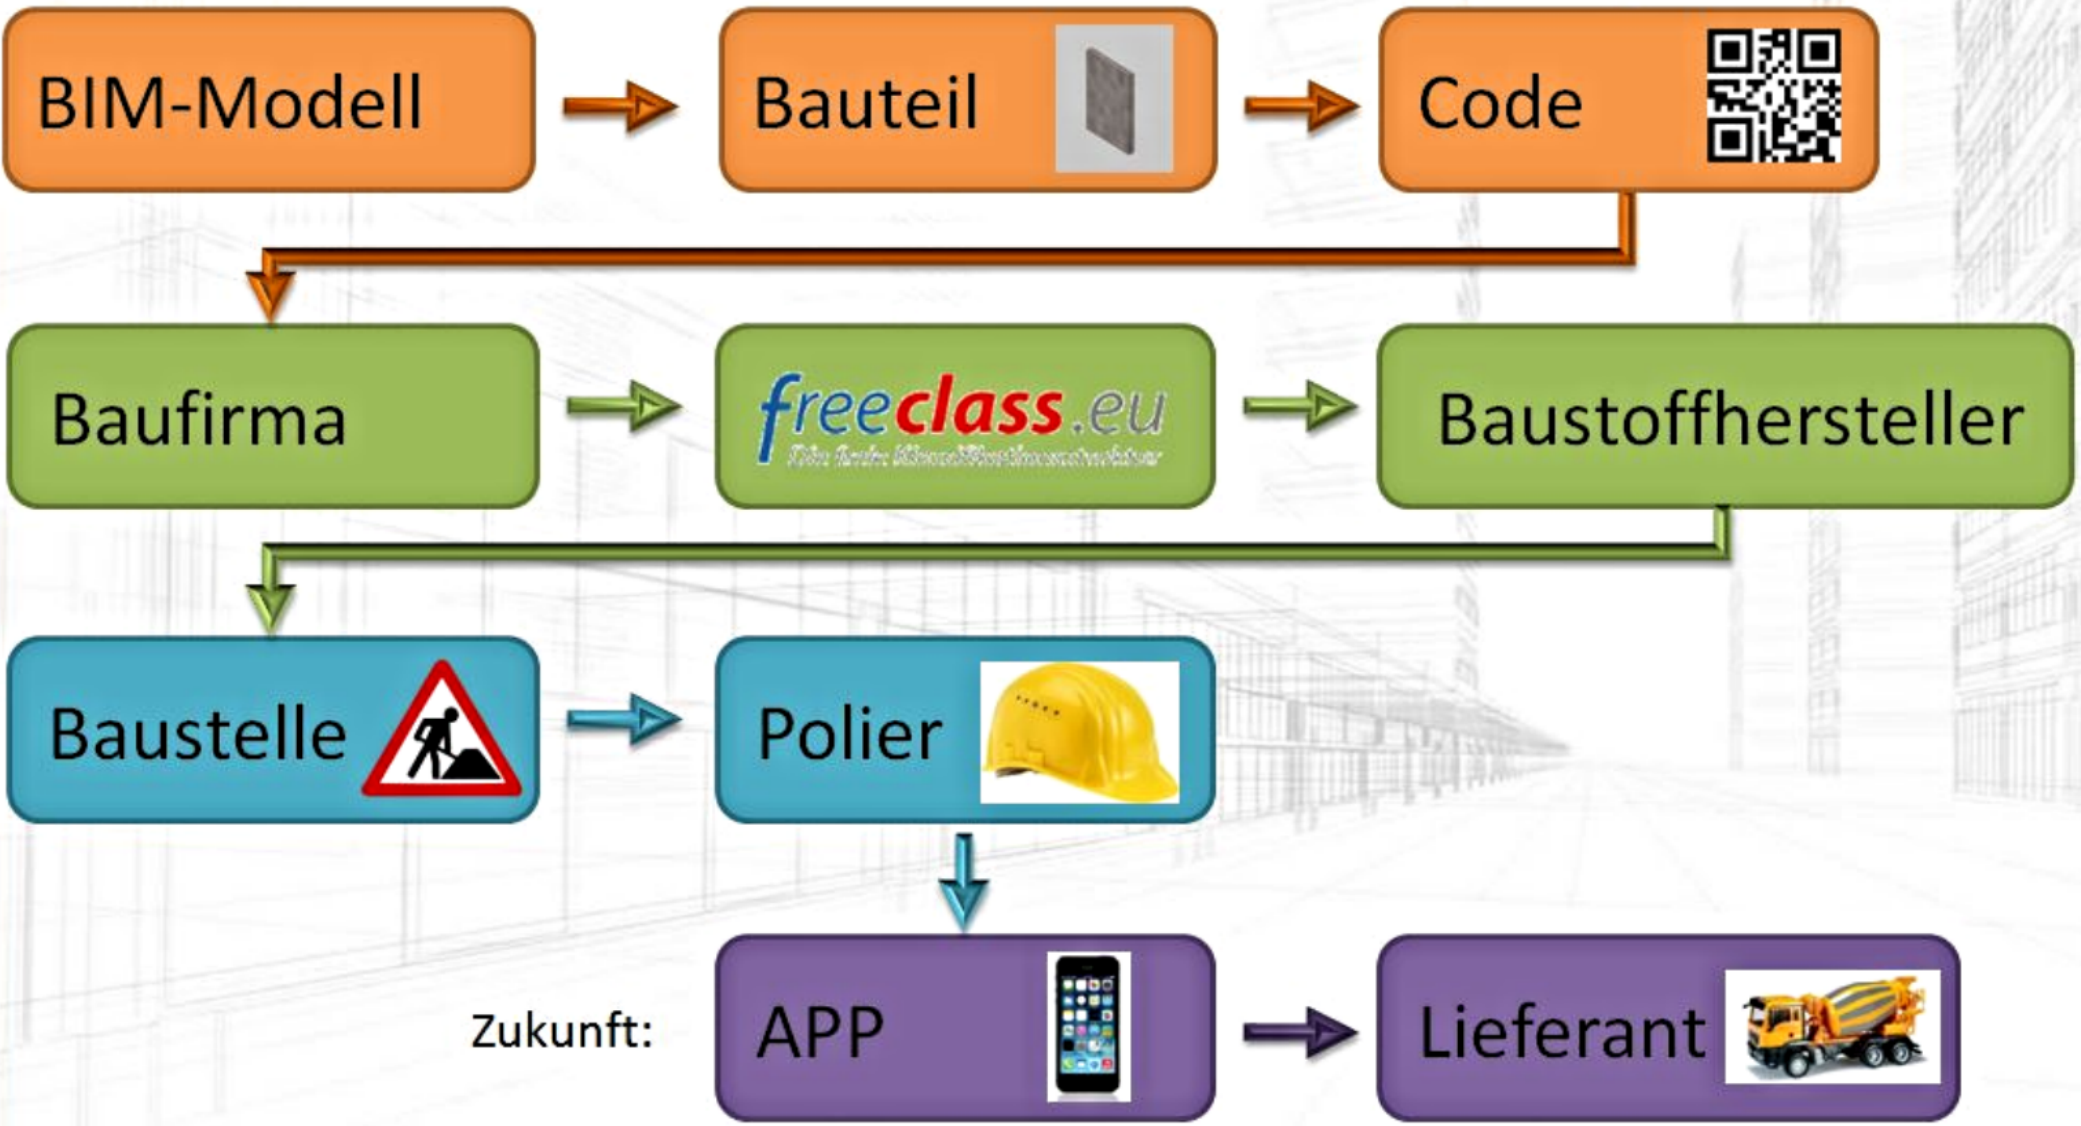 BIM-Modell
Bauteil
Code
Baufirma
freeclass.eu
Baustoffhersteller
Baustelle
Polier
Zukunft:
APP
Lieferant